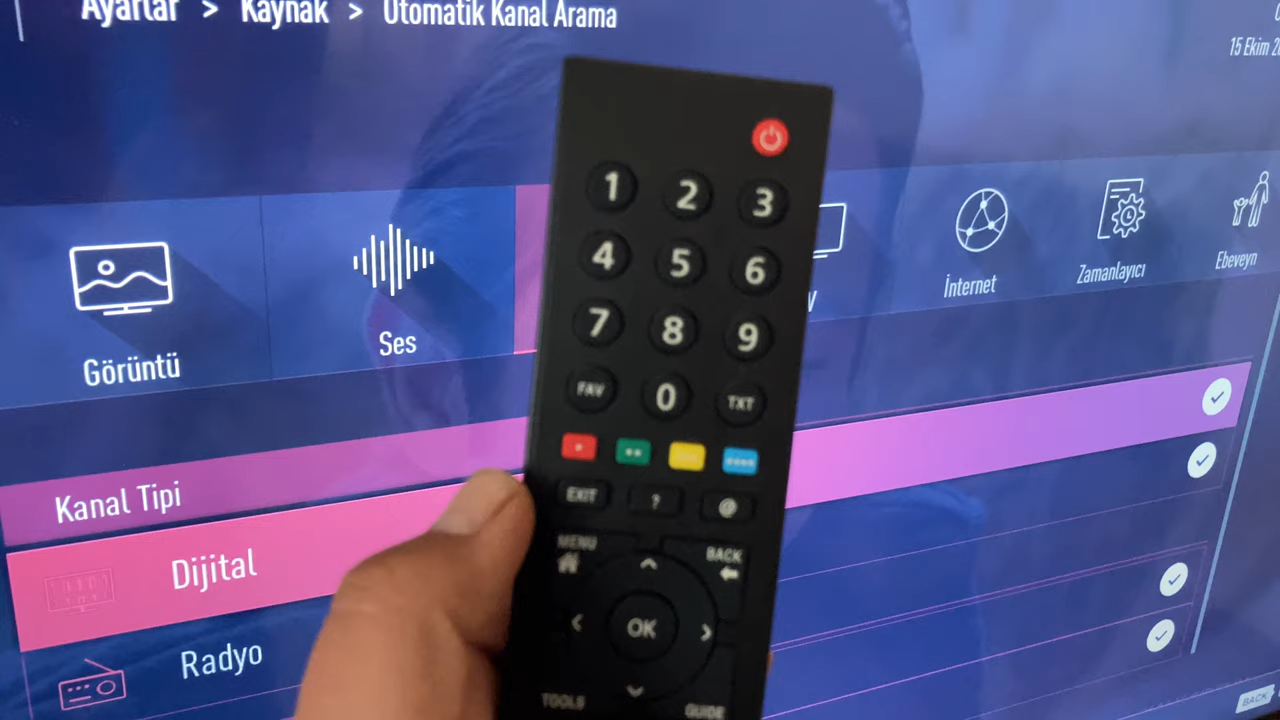 Ayarlar > Kaynak > Otomatik Kanal Arama
15 Ekim
Görüntü
Ses
İnternet
Zamanlayıcı
Ebeveyn
Kanal Tipi
Dijital
Radyo
BACK
1 2 3
4 5 6
7 8 9
FAV 0 TXT
EXIT ? @
MENU BACK
OK
TOOLS GUIDE